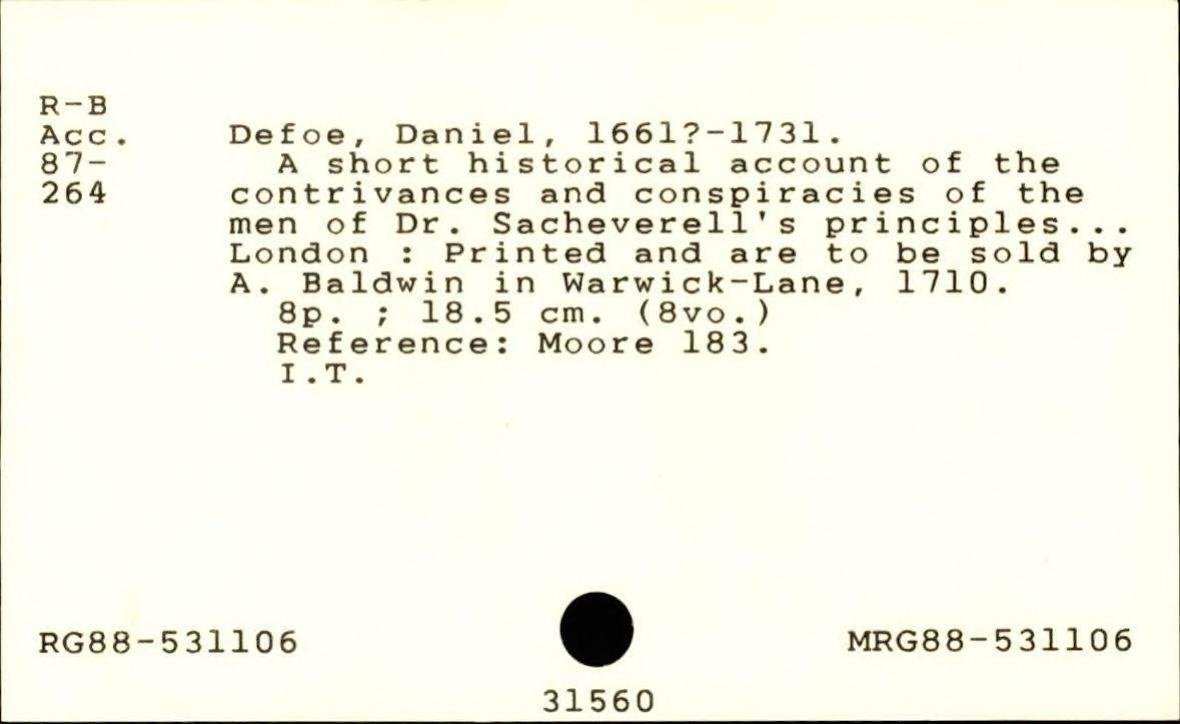 R-B
Acc.
87-
264
Defoe, Daniel, 1661?-1731.
A short historical account of the
contrivances and conspiracies of the
men of Dr. Sacheverell's principles...
London : Printed and are to be sold by
A. Baldwin in Warwick-Lane, 1710.
8p. ; 18.5 cm. (8vo.)
Reference: Moore 183.
I.T.
RG88-531106
MRG88-531106
31560